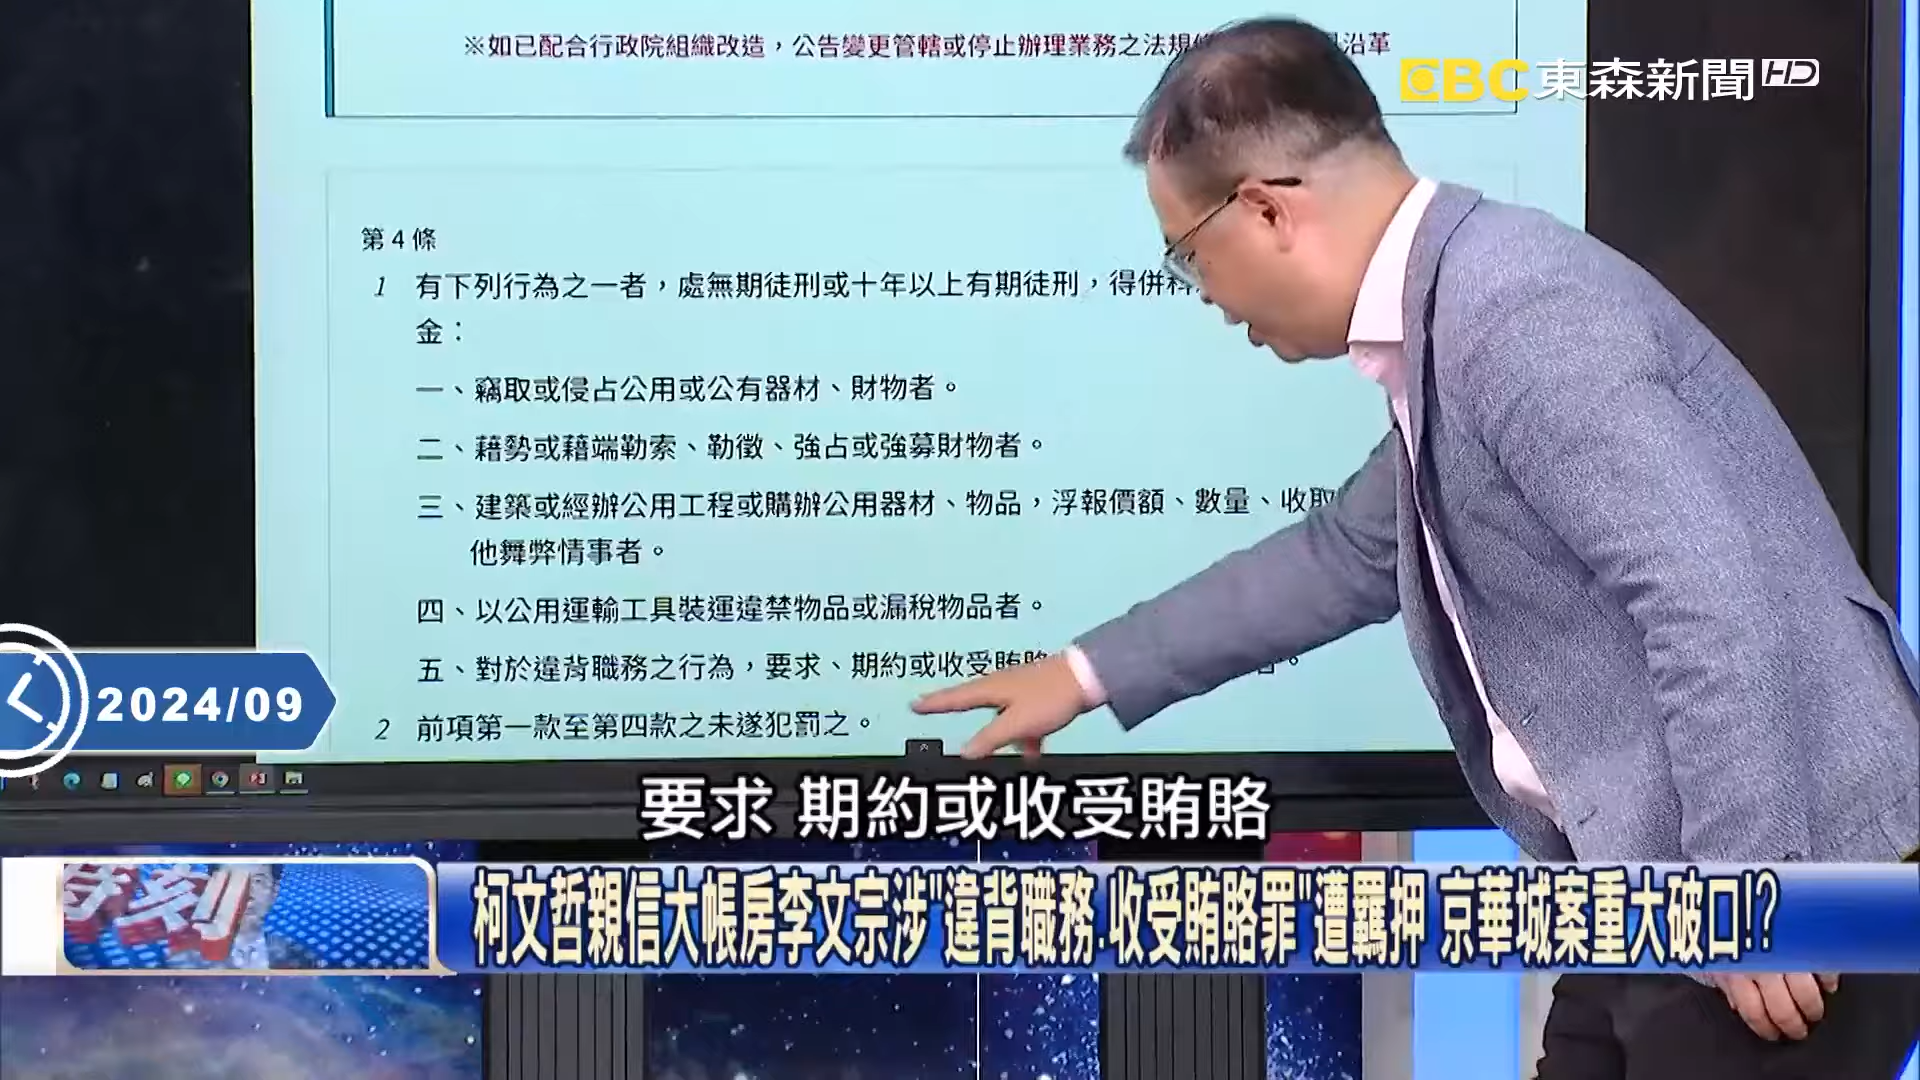 ※如已配合行政院組織改造，公告變更管轄或停止辦理業務之法規
沿革
EBC東森新聞HD
第 4 條
1 有下列行為之一者，處無期徒刑或十年以上有期徒刑，得併科
金：
一、竊取或侵占公用或公有器材、財物者。
二、藉勢或藉端勒索、勒徵、強占或強募財物者。
三、建築或經辦公用工程或購辦公用器材、物品，浮報價額、數量、收取
他舞弊情事者。
四、以公用運輸工具裝運違禁物品或漏稅物品者。
五、對於違背職務之行為，要求、期約或收受賄賂
2 前項第一款至第四款之未遂犯罰之。
2024/09
要求 期約或收受賄賂
時刻
柯文哲親信大帳房李文宗涉"違背職務.收受賄賂罪"遭羈押 京華城案重大破口!?